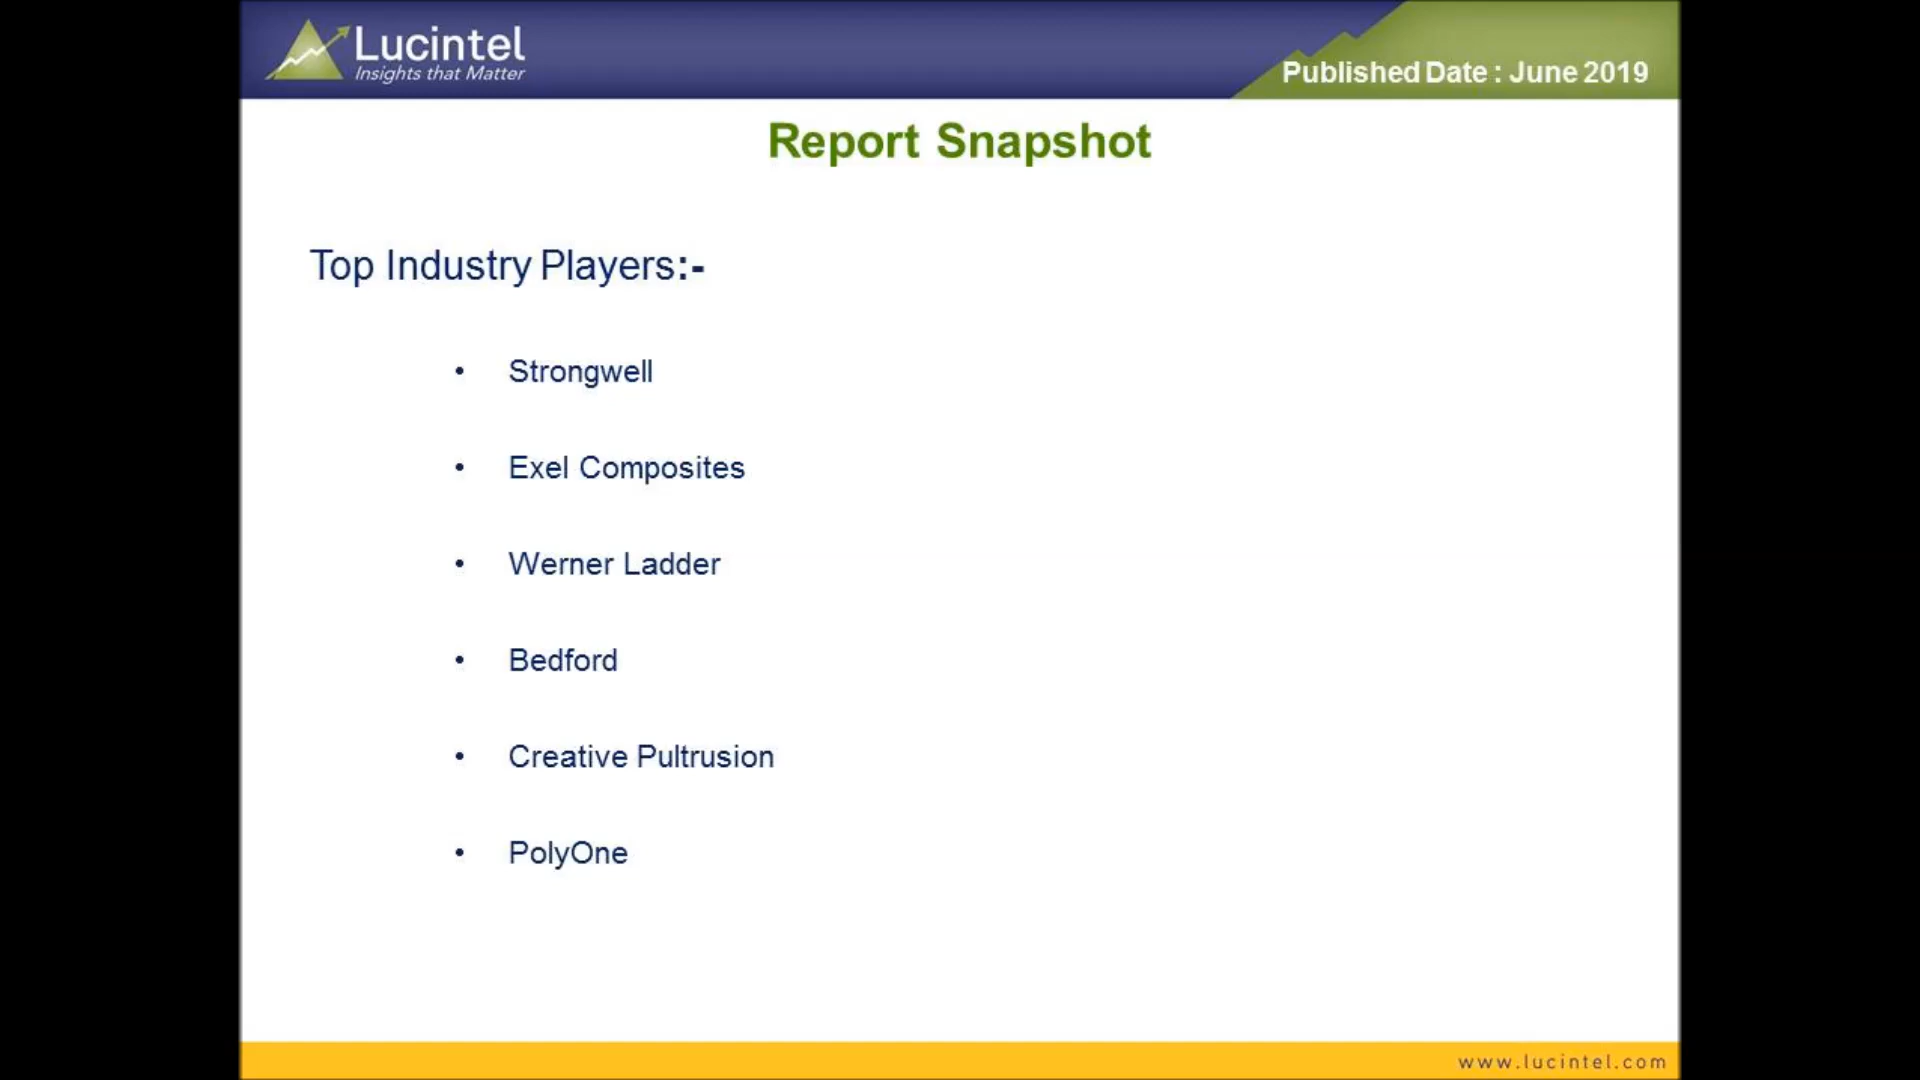 Lucintel
Insights that Matter
Published Date : June 2019
Report Snapshot
Top Industry Players:-
• Strongwell
• Exel Composites
• Werner Ladder
• Bedford
• Creative Pultrusion
• PolyOne
www.lucintel.com